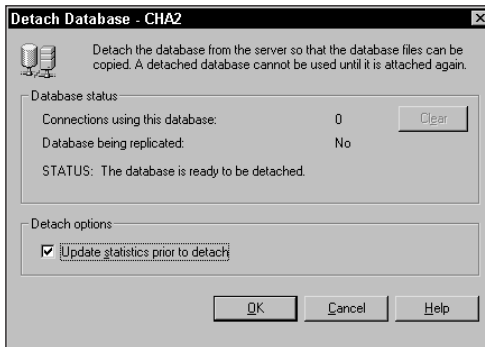 Detach Database - CHA2
Detach the database from the server so that the database files can be
copied. A detached database cannot be used until it is attached again.
Database status
Connections using this database: 0 Clear
Database being replicated: No
STATUS: The database is ready to be detached.
Detach options
Update statistics prior to detach
OK Cancel Help